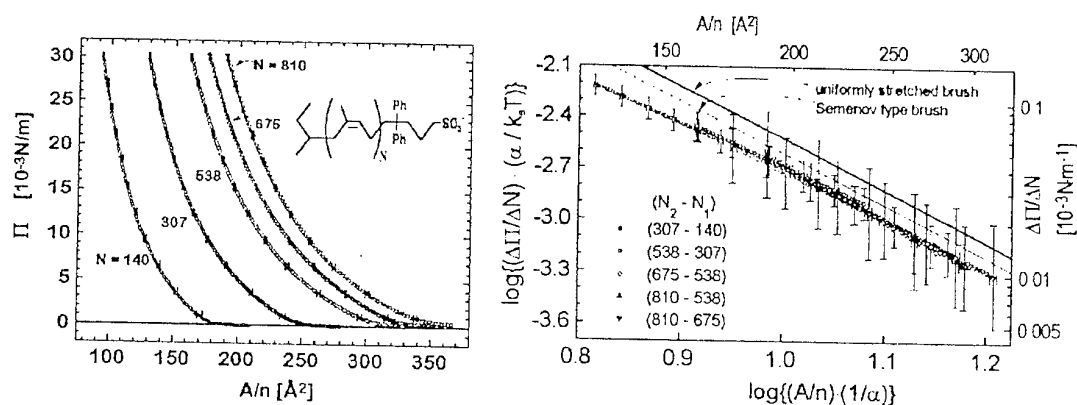 30
25
20
15
10
5
0
Π [10⁻³N/m]
N = 810
675
538
307
N = 140
Ph
Ph
N
SO₃⁻
100 150 200 250 300 350
A/n [Å²]
A/n [A²]
150 200 250 300
-2.1
-2.4
-2.7
-3.0
-3.3
-3.6
log{(ΔΠ/ΔN)·(α/kₛT)}
uniformly stretched brush
Semenov type brush
(N₂ - N₁)
(307 - 140)
(538 - 307)
(675 - 538)
(810 - 538)
(810 - 675)
0.1
0.01
0 005
ΔΠ/ΔN
[10⁻³N·m⁻¹]
0.8 0.9 1.0 1.1 1.2
log{(A/n)·(1/α)}